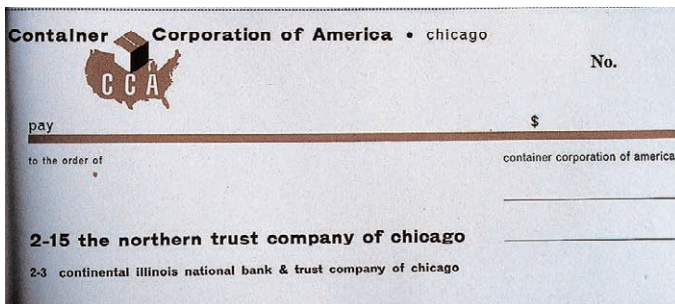 Container Corporation of America • chicago
No.
CCA
pay $
to the order of container corporation of america
2-15 the northern trust company of chicago
2-3 continental illinois national bank & trust company of chicago